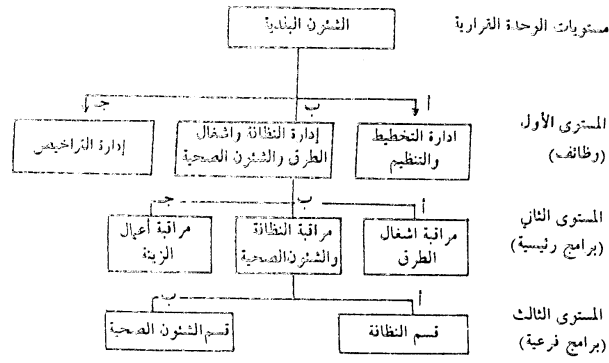 مستويات الوحدة القرارية
الشئون البلدية
أ
ب
جـ
المستوى الأول
(وظائف)
ادارة التخطيط
والتنظيم
إدارة النظافة واشغال
الطرق والشئون الصحية
إدارة التراخيص
أ
ب
جـ
المستوى الثاني
(برامج رئيسية)
مراقبة اشغال
الطرق
مراقبة النظافة
والشئون الصحية
مراقبة أعمال
الزينة
أ
ب
المستوى الثالث
(برامج فرعية)
قسم النظافة
قسم الشئون الصحية